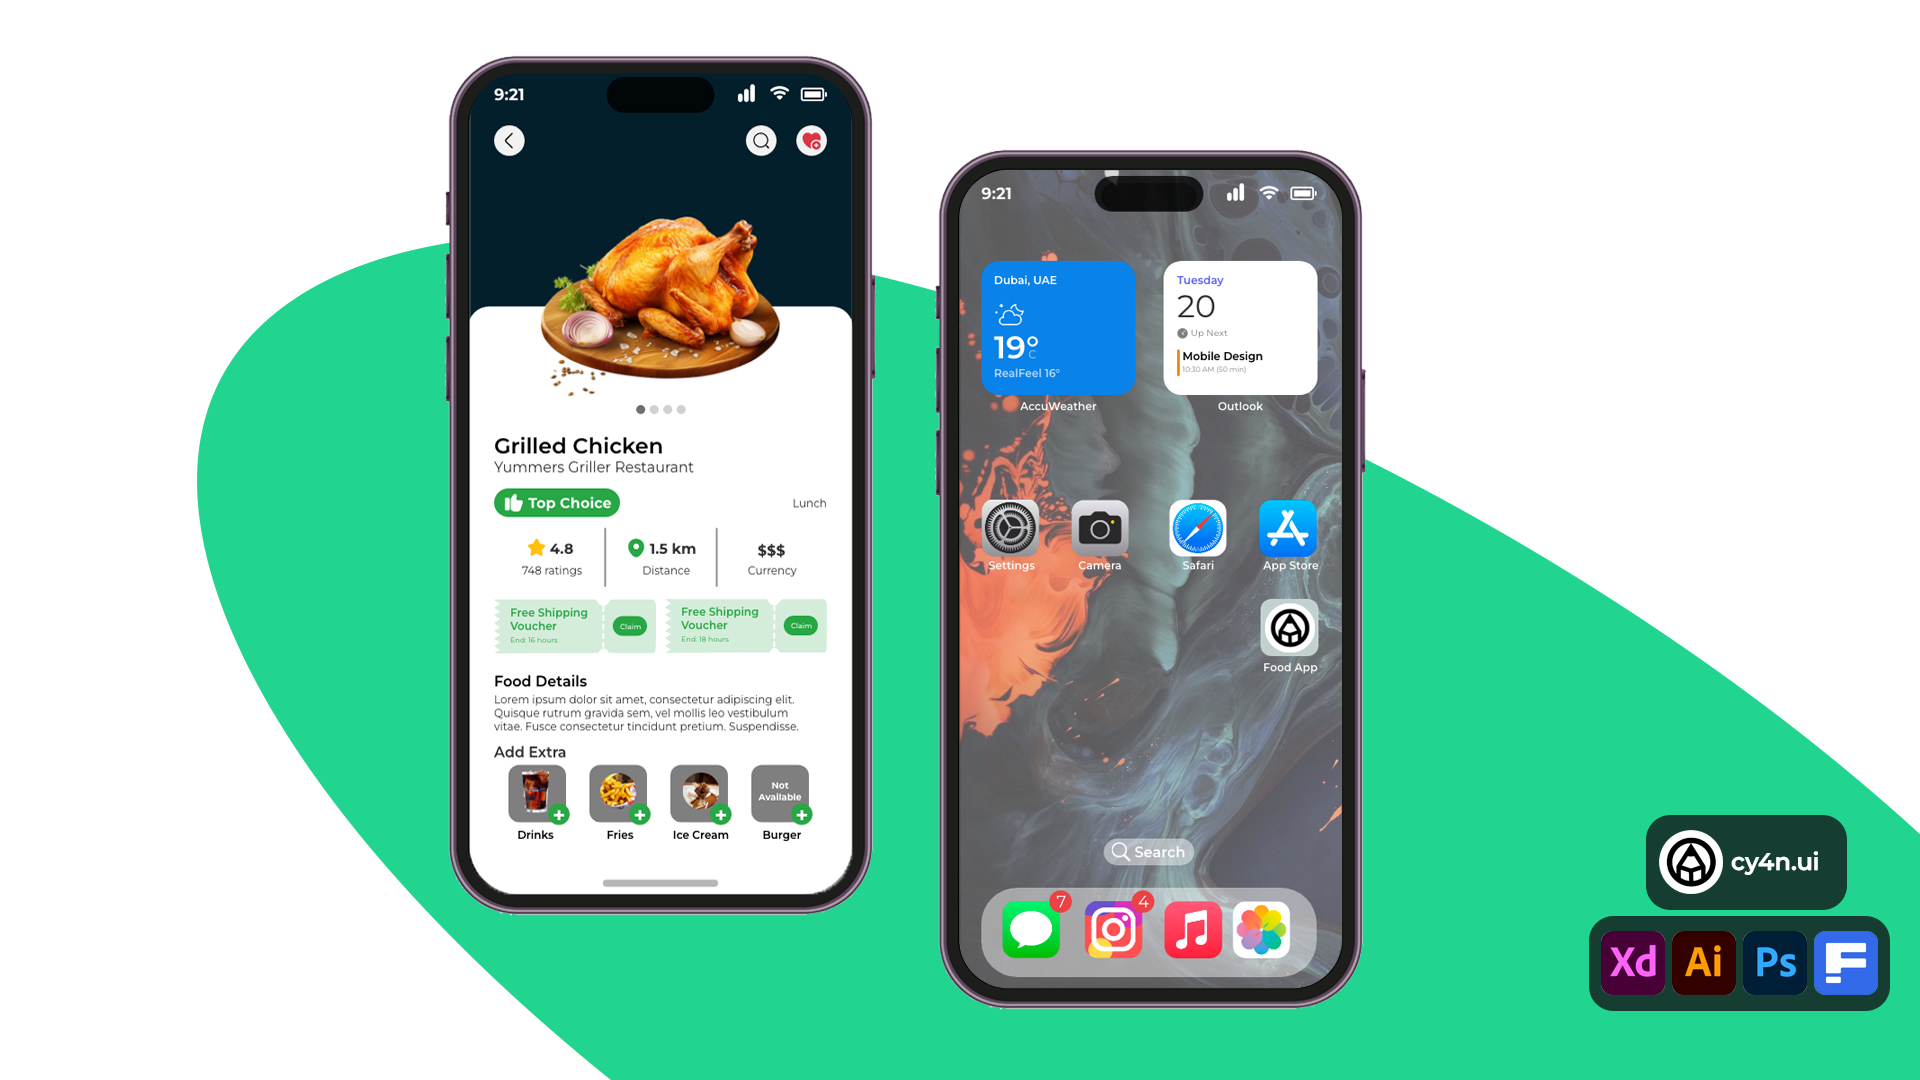 9:21
Grilled Chicken
Yummers Griller Restaurant
Top Choice
Lunch
4.8
748 ratings
1.5 km
Distance
$$$
Currency
Free Shipping
Voucher
End: 16 hours
Claim
Free Shipping
Voucher
End: 18 hours
Claim
Food Details
Lorem ipsum dolor sit amet, consectetur adipiscing elit.
Quisque rutrum gravida sem, vel mollis leo vestibulum
vitae. Fusce consectetur tincidunt pretium. Suspendisse.
Add Extra
Not
Available
Drinks
Fries
Ice Cream
Burger
9:21
Dubai, UAE
19°
C
RealFeel 16°
AccuWeather
Tuesday
20
Up Next
Mobile Design
10:30 AM (50 min)
Outlook
Settings
Camera
Safari
App Store
Food App
Search
7
4
cy4n.ui
Xd
Ai
Ps